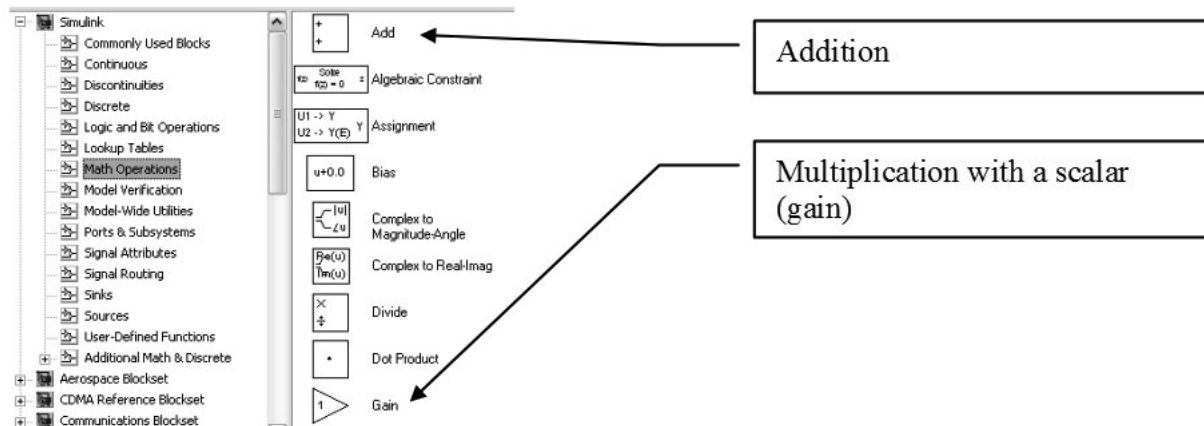 Simulink
Commonly Used Blocks
Continuous
Discontinuities
Discrete
Logic and Bit Operations
Lookup Tables
Math Operations
Model Verification
Model-Wide Utilities
Ports & Subsystems
Signal Attributes
Signal Routing
Sinks
Sources
User-Defined Functions
Additional Math & Discrete
Aerospace Blockset
CDMA Reference Blockset
Communications Blockset
+
+
Add
f(z) Solve f(z) = 0 z
Algebraic Constraint
U1 -> Y
U2 -> Y(E) Y
Assignment
u+0.0
Bias
|u|
∠u
Complex to
Magnitude-Angle
Re(u)
Im(u)
Complex to Real-Imag
×
÷
Divide
Dot Product
1
Gain
Addition
Multiplication with a scalar
(gain)